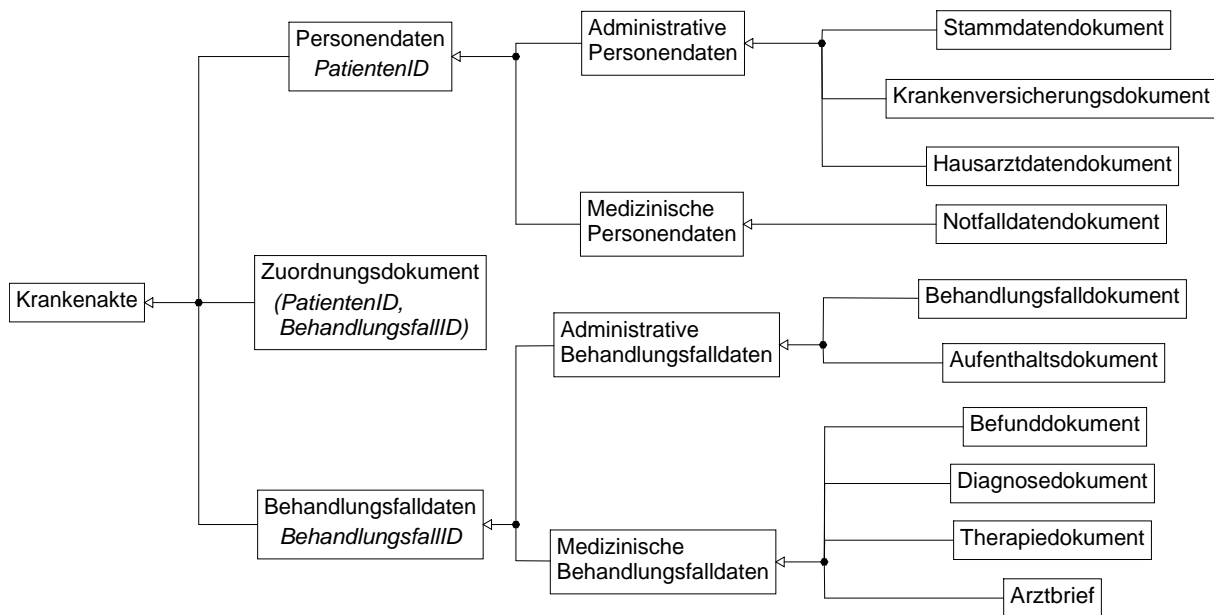 Krankenakte
Personendaten
PatientenID
Zuordnungsdokument
(PatientenID,
BehandlungsfallID)
Behandlungsfalldaten
BehandlungsfallID
Administrative
Personendaten
Medizinische
Personendaten
Administrative
Behandlungsfalldaten
Medizinische
Behandlungsfalldaten
Stammdatendokument
Krankenversicherungsdokument
Hausarztdatendokument
Notfalldatendokument
Behandlungsfalldokument
Aufenthaltsdokument
Befunddokument
Diagnosedokument
Therapiedokument
Arztbrief